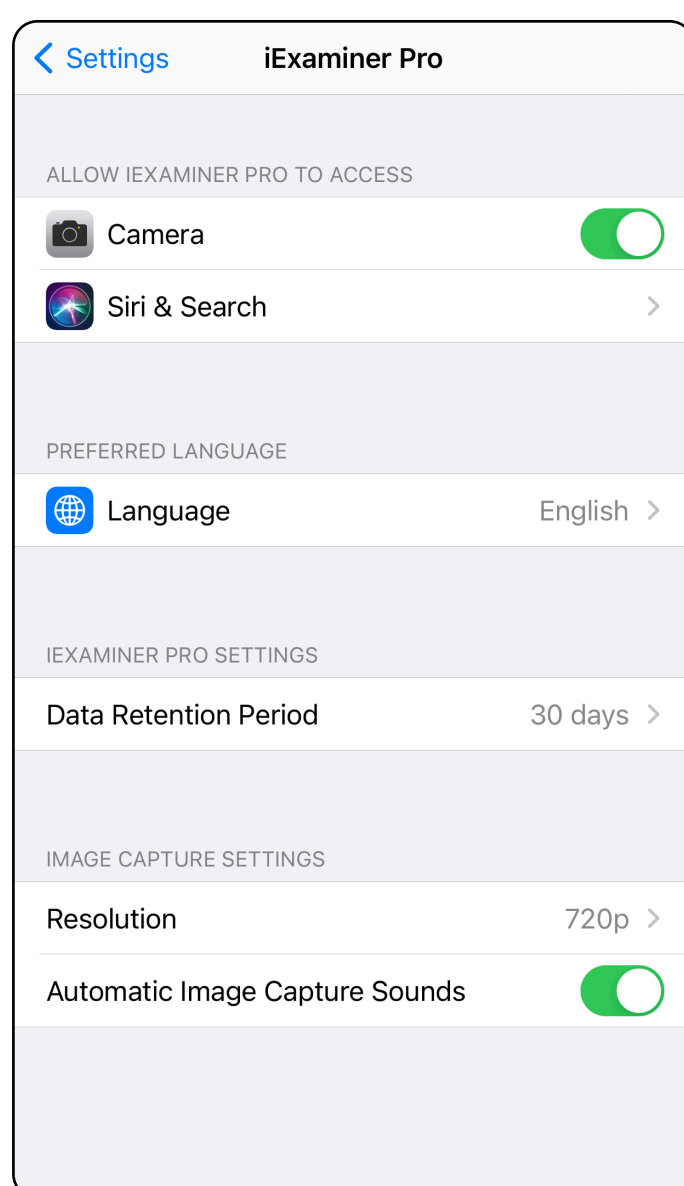 Settings iExaminer Pro
ALLOW IEXAMINER PRO TO ACCESS
Camera
Siri & Search
PREFERRED LANGUAGE
Language English
IEXAMINER PRO SETTINGS
Data Retention Period 30 days
IMAGE CAPTURE SETTINGS
Resolution 720p
Automatic Image Capture Sounds